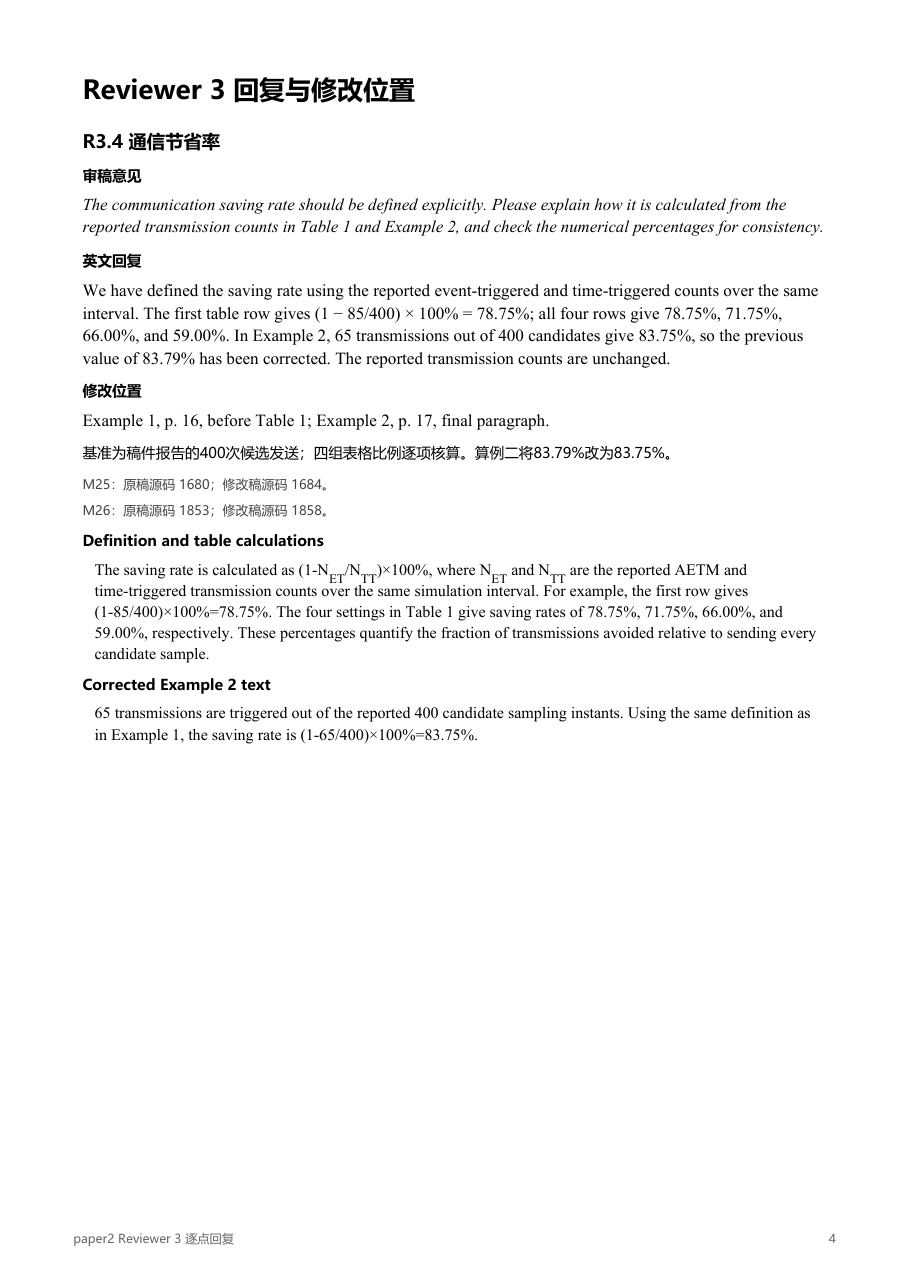 Reviewer 3 回复与修改位置
R3.4 通信节省率
审稿意见
The communication saving rate should be defined explicitly. Please explain how it is calculated from the
reported transmission counts in Table 1 and Example 2, and check the numerical percentages for consistency.
英文回复
We have defined the saving rate using the reported event-triggered and time-triggered counts over the same
interval. The first table row gives (1 − 85/400) × 100% = 78.75%; all four rows give 78.75%, 71.75%,
66.00%, and 59.00%. In Example 2, 65 transmissions out of 400 candidates give 83.75%, so the previous
value of 83.79% has been corrected. The reported transmission counts are unchanged.
修改位置
Example 1, p. 16, before Table 1; Example 2, p. 17, final paragraph.
基准为稿件报告的400次候选发送；四组表格比例逐项核算。算例二将83.79%改为83.75%。
M25：原稿源码 1680；修改稿源码 1684。
M26：原稿源码 1853；修改稿源码 1858。
Definition and table calculations
The saving rate is calculated as (1-N_ET/N_TT)×100%, where N_ET and N_TT are the reported AETM and
time-triggered transmission counts over the same simulation interval. For example, the first row gives
(1-85/400)×100%=78.75%. The four settings in Table 1 give saving rates of 78.75%, 71.75%, 66.00%, and
59.00%, respectively. These percentages quantify the fraction of transmissions avoided relative to sending every
candidate sample.
Corrected Example 2 text
65 transmissions are triggered out of the reported 400 candidate sampling instants. Using the same definition as
in Example 1, the saving rate is (1-65/400)×100%=83.75%.
paper2 Reviewer 3 逐点回复
4